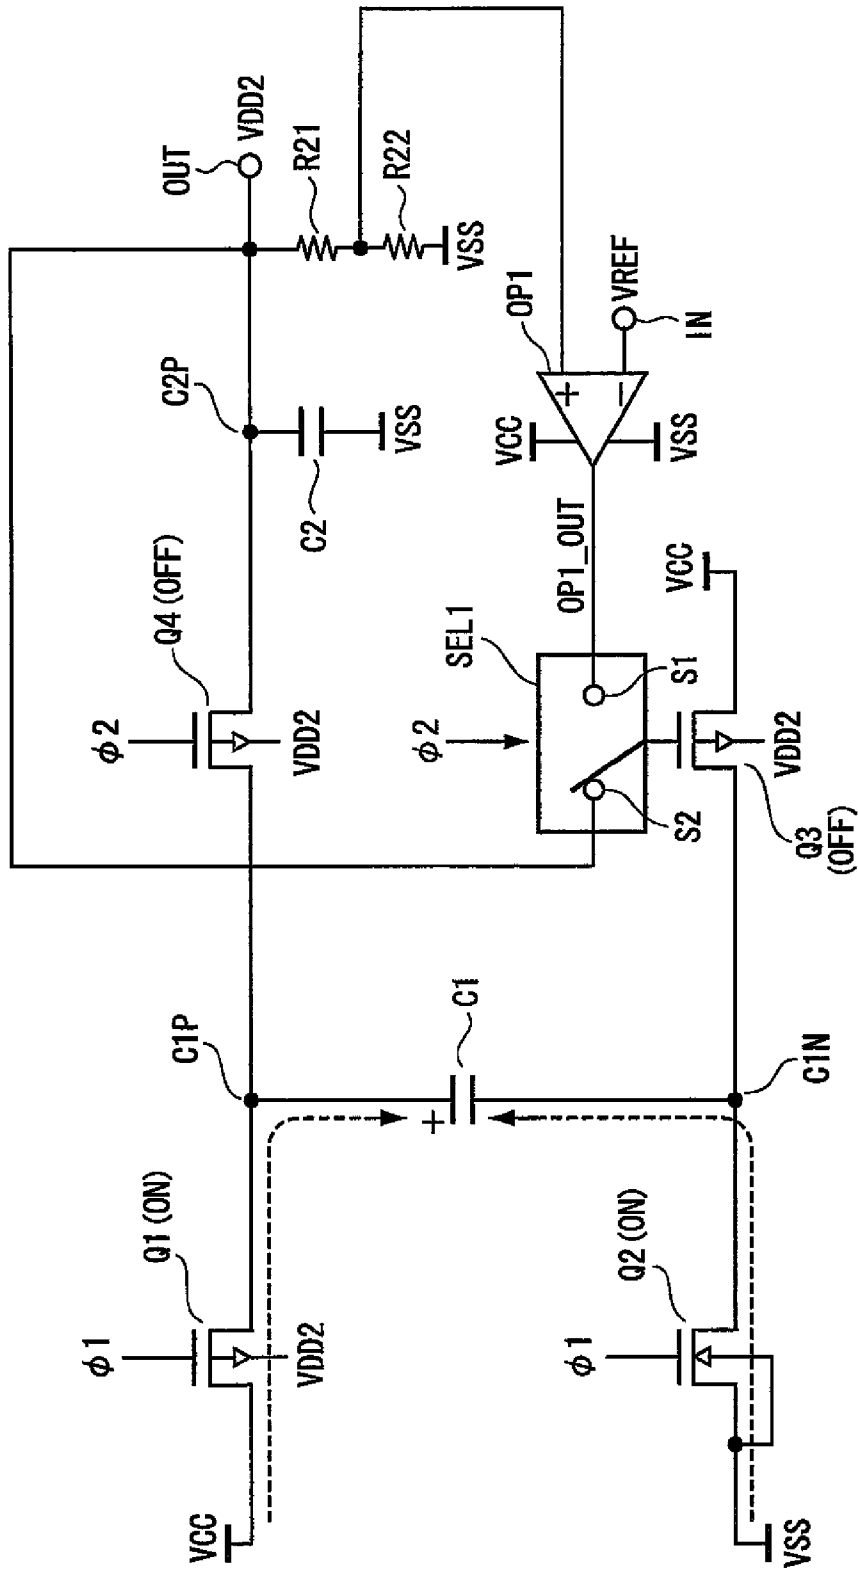 OUT
VDD2
R21
R22
VSS
C2P
C2
VSS
OP1
+
−
VREF
IN
VCC
VSS
OP1_OUT
Q4 (OFF)
φ2
VDD2
SEL1
φ2
S1
S2
VCC
VDD2
Q3
(OFF)
C1P
C1
+
C1N
Q1 (ON)
φ1
VDD2
VCC
Q2 (ON)
φ1
VSS